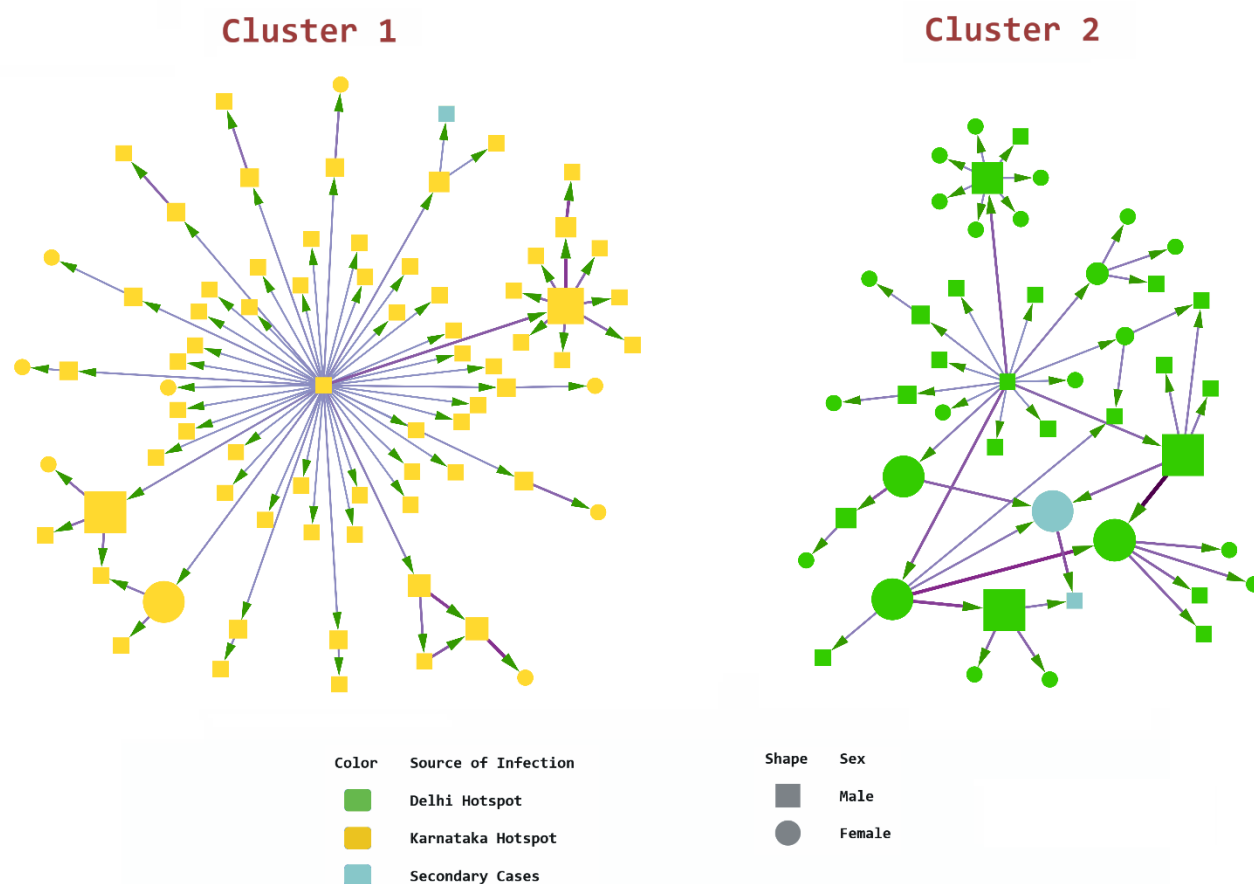 Cluster 1
Cluster 2
Color Source of Infection
Delhi Hotspot
Karnataka Hotspot
Secondary Cases
Shape Sex
Male
Female